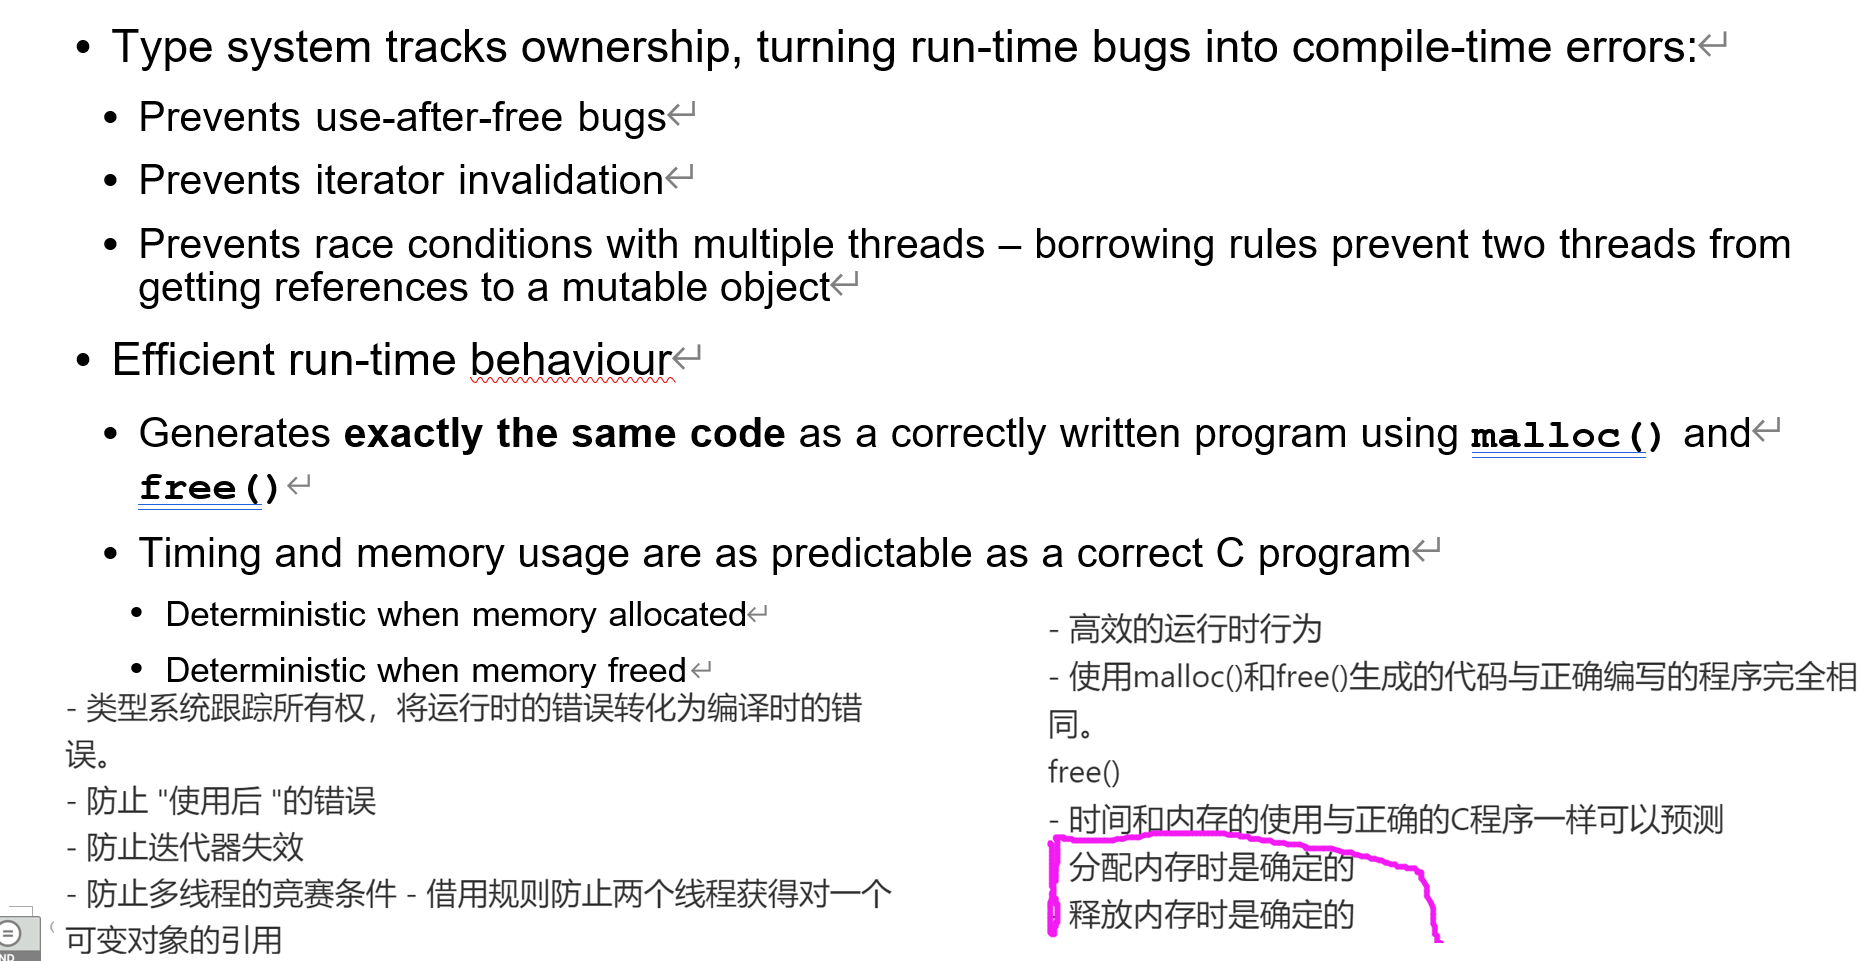 • Type system tracks ownership, turning run-time bugs into compile-time errors:↵
• Prevents use-after-free bugs↵
• Prevents iterator invalidation↵
• Prevents race conditions with multiple threads – borrowing rules prevent two threads from
getting references to a mutable object↵
• Efficient run-time behaviour↵
• Generates exactly the same code as a correctly written program using malloc() and↵
free()↵
• Timing and memory usage are as predictable as a correct C program↵
• Deterministic when memory allocated↵
• Deterministic when memory freed↵
- 类型系统跟踪所有权，将运行时的错误转化为编译时的错
误。
- 防止 "使用后 "的错误
- 防止迭代器失效
- 防止多线程的竞赛条件 - 借用规则防止两个线程获得对一个
可变对象的引用
- 高效的运行时行为
- 使用malloc()和free()生成的代码与正确编写的程序完全相
同。
free()
- 时间和内存的使用与正确的C程序一样可以预测
分配内存时是确定的
释放内存时是确定的